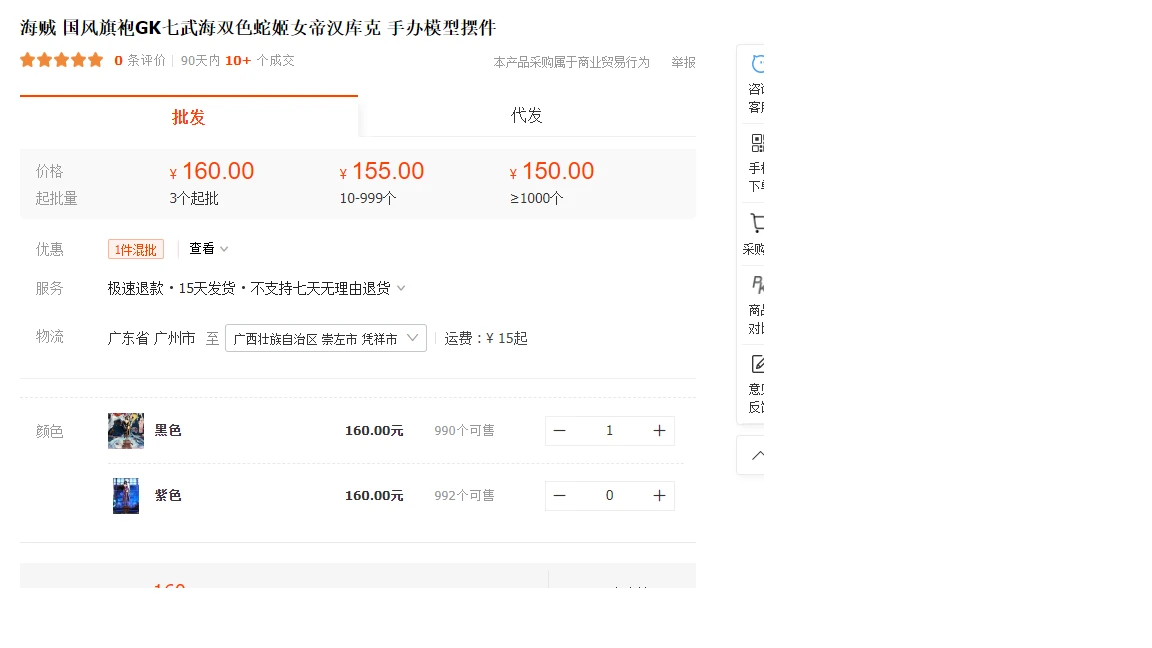 海贼 国风旗袍GK七武海双色蛇姬女帝汉库克 手办模型摆件
0 条评价 90天内 10+ 个成交 本产品采购属于商业贸易行为 举报
批发 代发
价格 ¥ 160.00 ¥ 155.00 ¥ 150.00
起批量 3个起批 10-999个 ≥1000个
优惠 1件混批 查看
服务 极速退款・15天发货・不支持七天无理由退货
物流 广东省 广州市 至 广西壮族自治区 崇左市 凭祥市 运费：¥ 15起
颜色 黑色 160.00元 990个可售 1
紫色 160.00元 992个可售 0
160
咨
客服
手
下
采购
商品
对
意
反